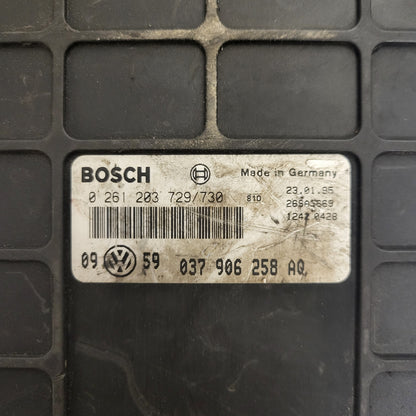 BOSCH Made in Germany
0 261 203 729/730 810 23.01.95
1242 0428
09 59 037 906 258 AQ